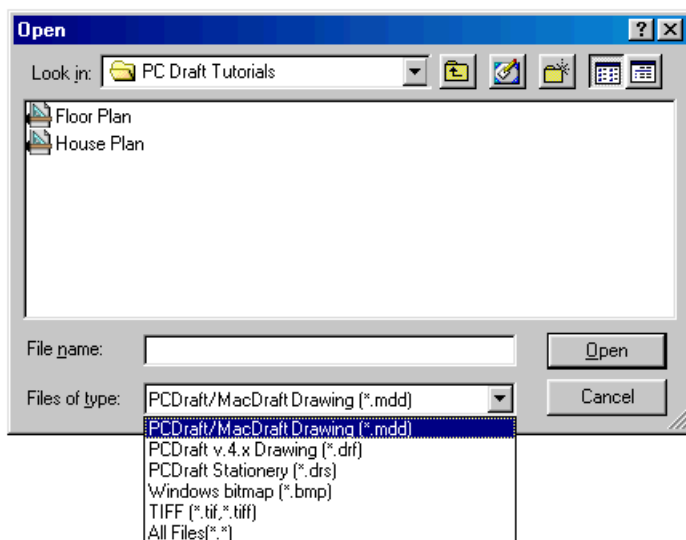 Open
Look in: PC Draft Tutorials
Floor Plan
House Plan
File name: Open
Files of type: PCDraft/MacDraft Drawing (*.mdd) Cancel
PCDraft/MacDraft Drawing (*.mdd)
PCDraft v.4.x Drawing (*.drf)
PCDraft Stationery (*.drs)
Windows bitmap (*.bmp)
TIFF (*.tif,*.tiff)
All Files(*.*)